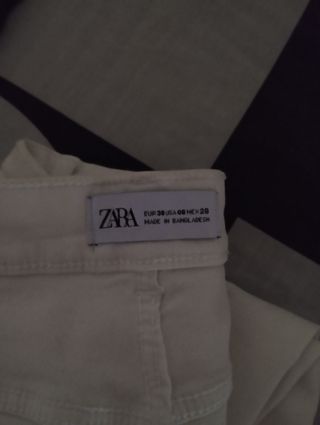 ZARA
EUR 38 USA 06 MEX 28
MADE IN BANGLADESH